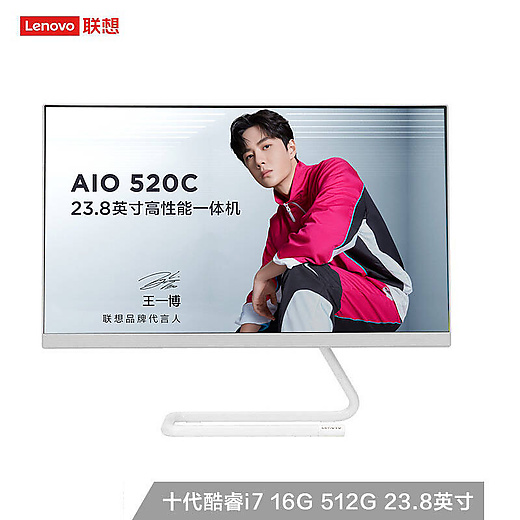 Lenovo 联想
AIO 520C
23.8英寸高性能一体机
王一博
联想品牌代言人
Lenovo
十代酷睿i7 16G 512G 23.8英寸